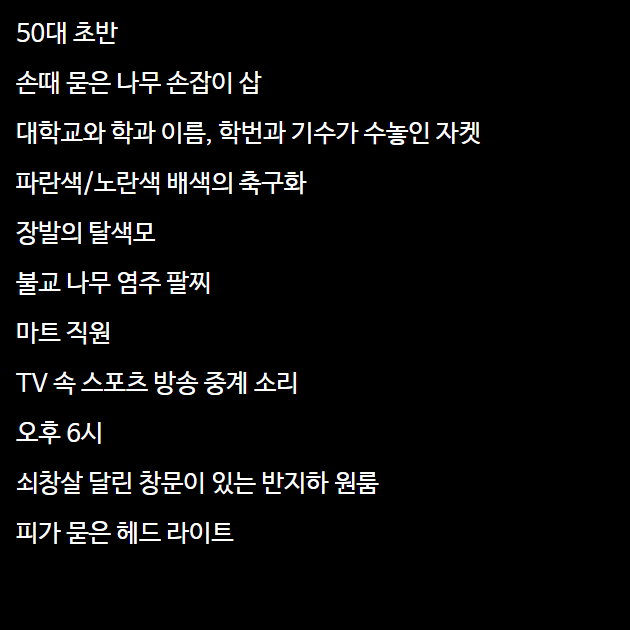 50대 초반
손때 묻은 나무 손잡이 삽
대학교와 학과 이름, 학번과 기수가 수놓인 자켓
파란색/노란색 배색의 축구화
장발의 탈색모
불교 나무 염주 팔찌
마트 직원
TV 속 스포츠 방송 중계 소리
오후 6시
쇠창살 달린 창문이 있는 반지하 원룸
피가 묻은 헤드 라이트